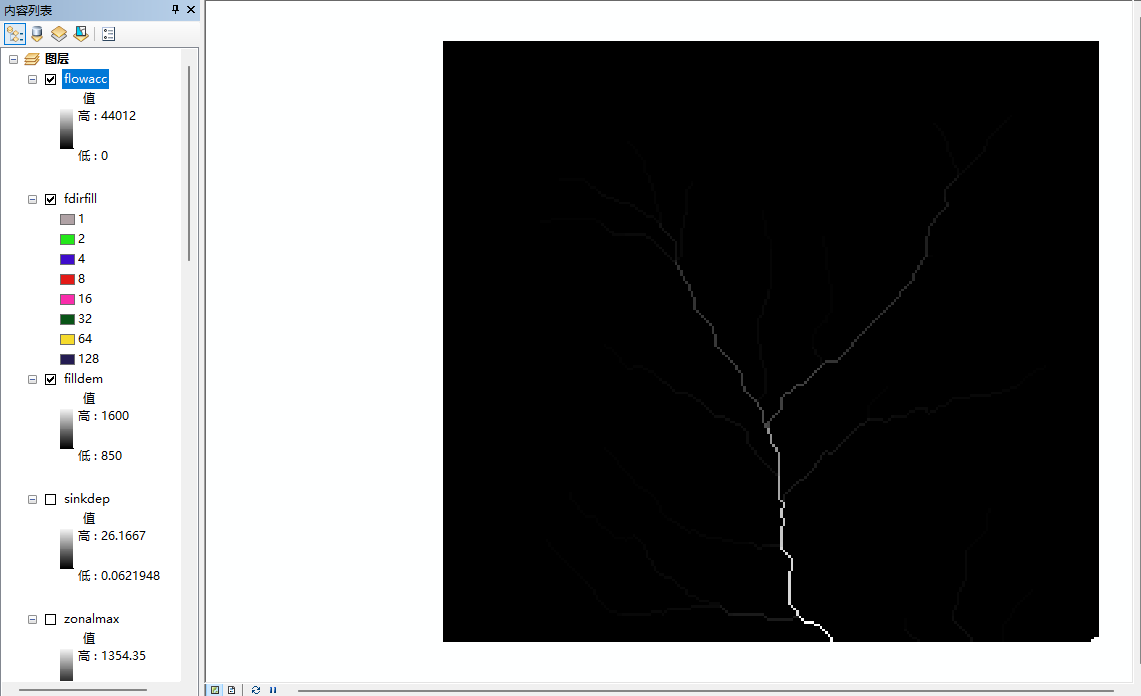 内容列表
图层
flowacc
值
高 : 44012
低 : 0
fdirfill
1
2
4
8
16
32
64
128
filldem
值
高 : 1600
低 : 850
sinkdep
值
高 : 26.1667
低 : 0.0621948
zonalmax
值
高 : 1354.35